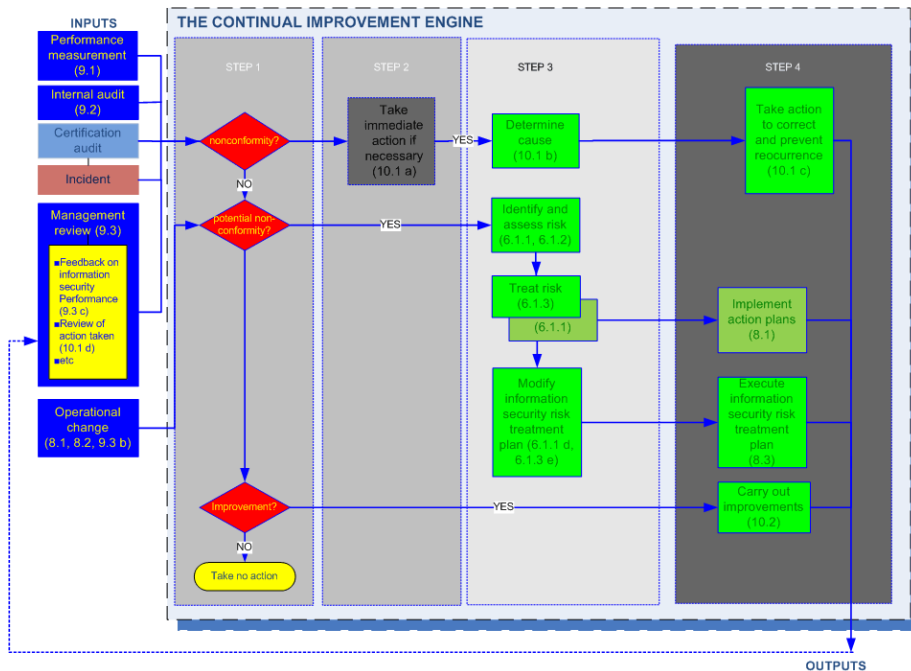 INPUTS
THE CONTINUAL IMPROVEMENT ENGINE
Performance
measurement
(9.1)
Internal audit
(9.2)
Certification
audit
Incident
Management
review (9.3)
■Feedback on
information
security
Performance
(9.3 c)
■Review of
action taken
(10.1 d)
■etc
Operational
change
(8.1, 8.2, 9.3 b)
STEP 1
nonconformity?
NO
potential non-
conformity?
YES
Improvement?
YES
NO
Take no action
STEP 2
Take
immediate
action if
necessary
(10.1 a)
YES
STEP 3
Determine
cause
(10.1 b)
Identify and
assess risk
(6.1.1, 6.1.2)
Treat risk
(6.1.3)
(6.1.1)
Modify
information
security risk
treatment
plan (6.1.1 d,
6.1.3 e)
STEP 4
Take action
to correct
and prevent
reocurrence
(10.1 c)
Implement
action plans
(8.1)
Execute
information
security risk
treatment
plan
(8.3)
Carry out
improvements
(10.2)
OUTPUTS